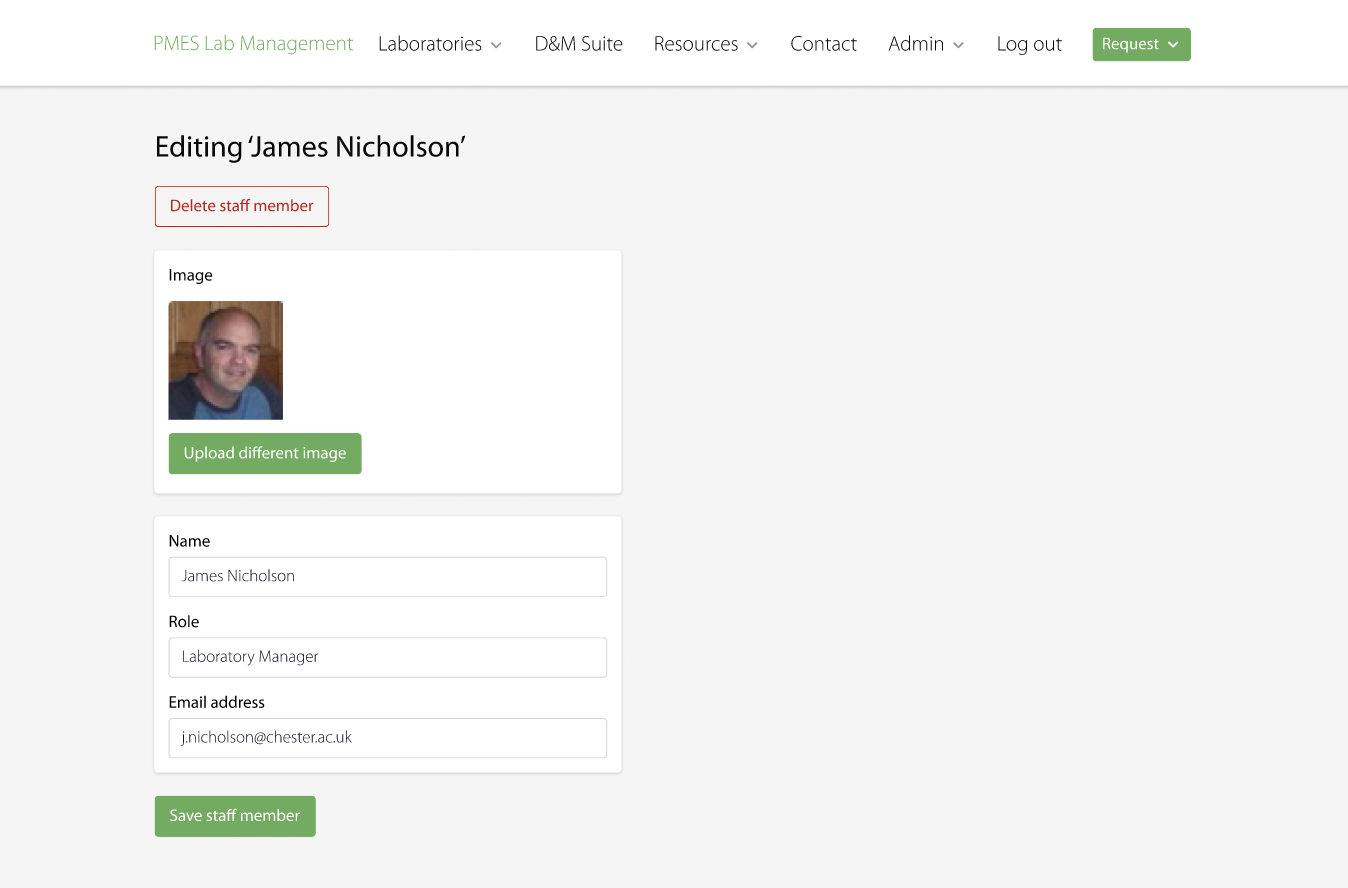 PMES Lab Management Laboratories D&M Suite Resources Contact Admin Log out Request
Editing ‘James Nicholson’
Delete staff member
Image
Upload different image
Name
James Nicholson
Role
Laboratory Manager
Email address
j.nicholson@chester.ac.uk
Save staff member